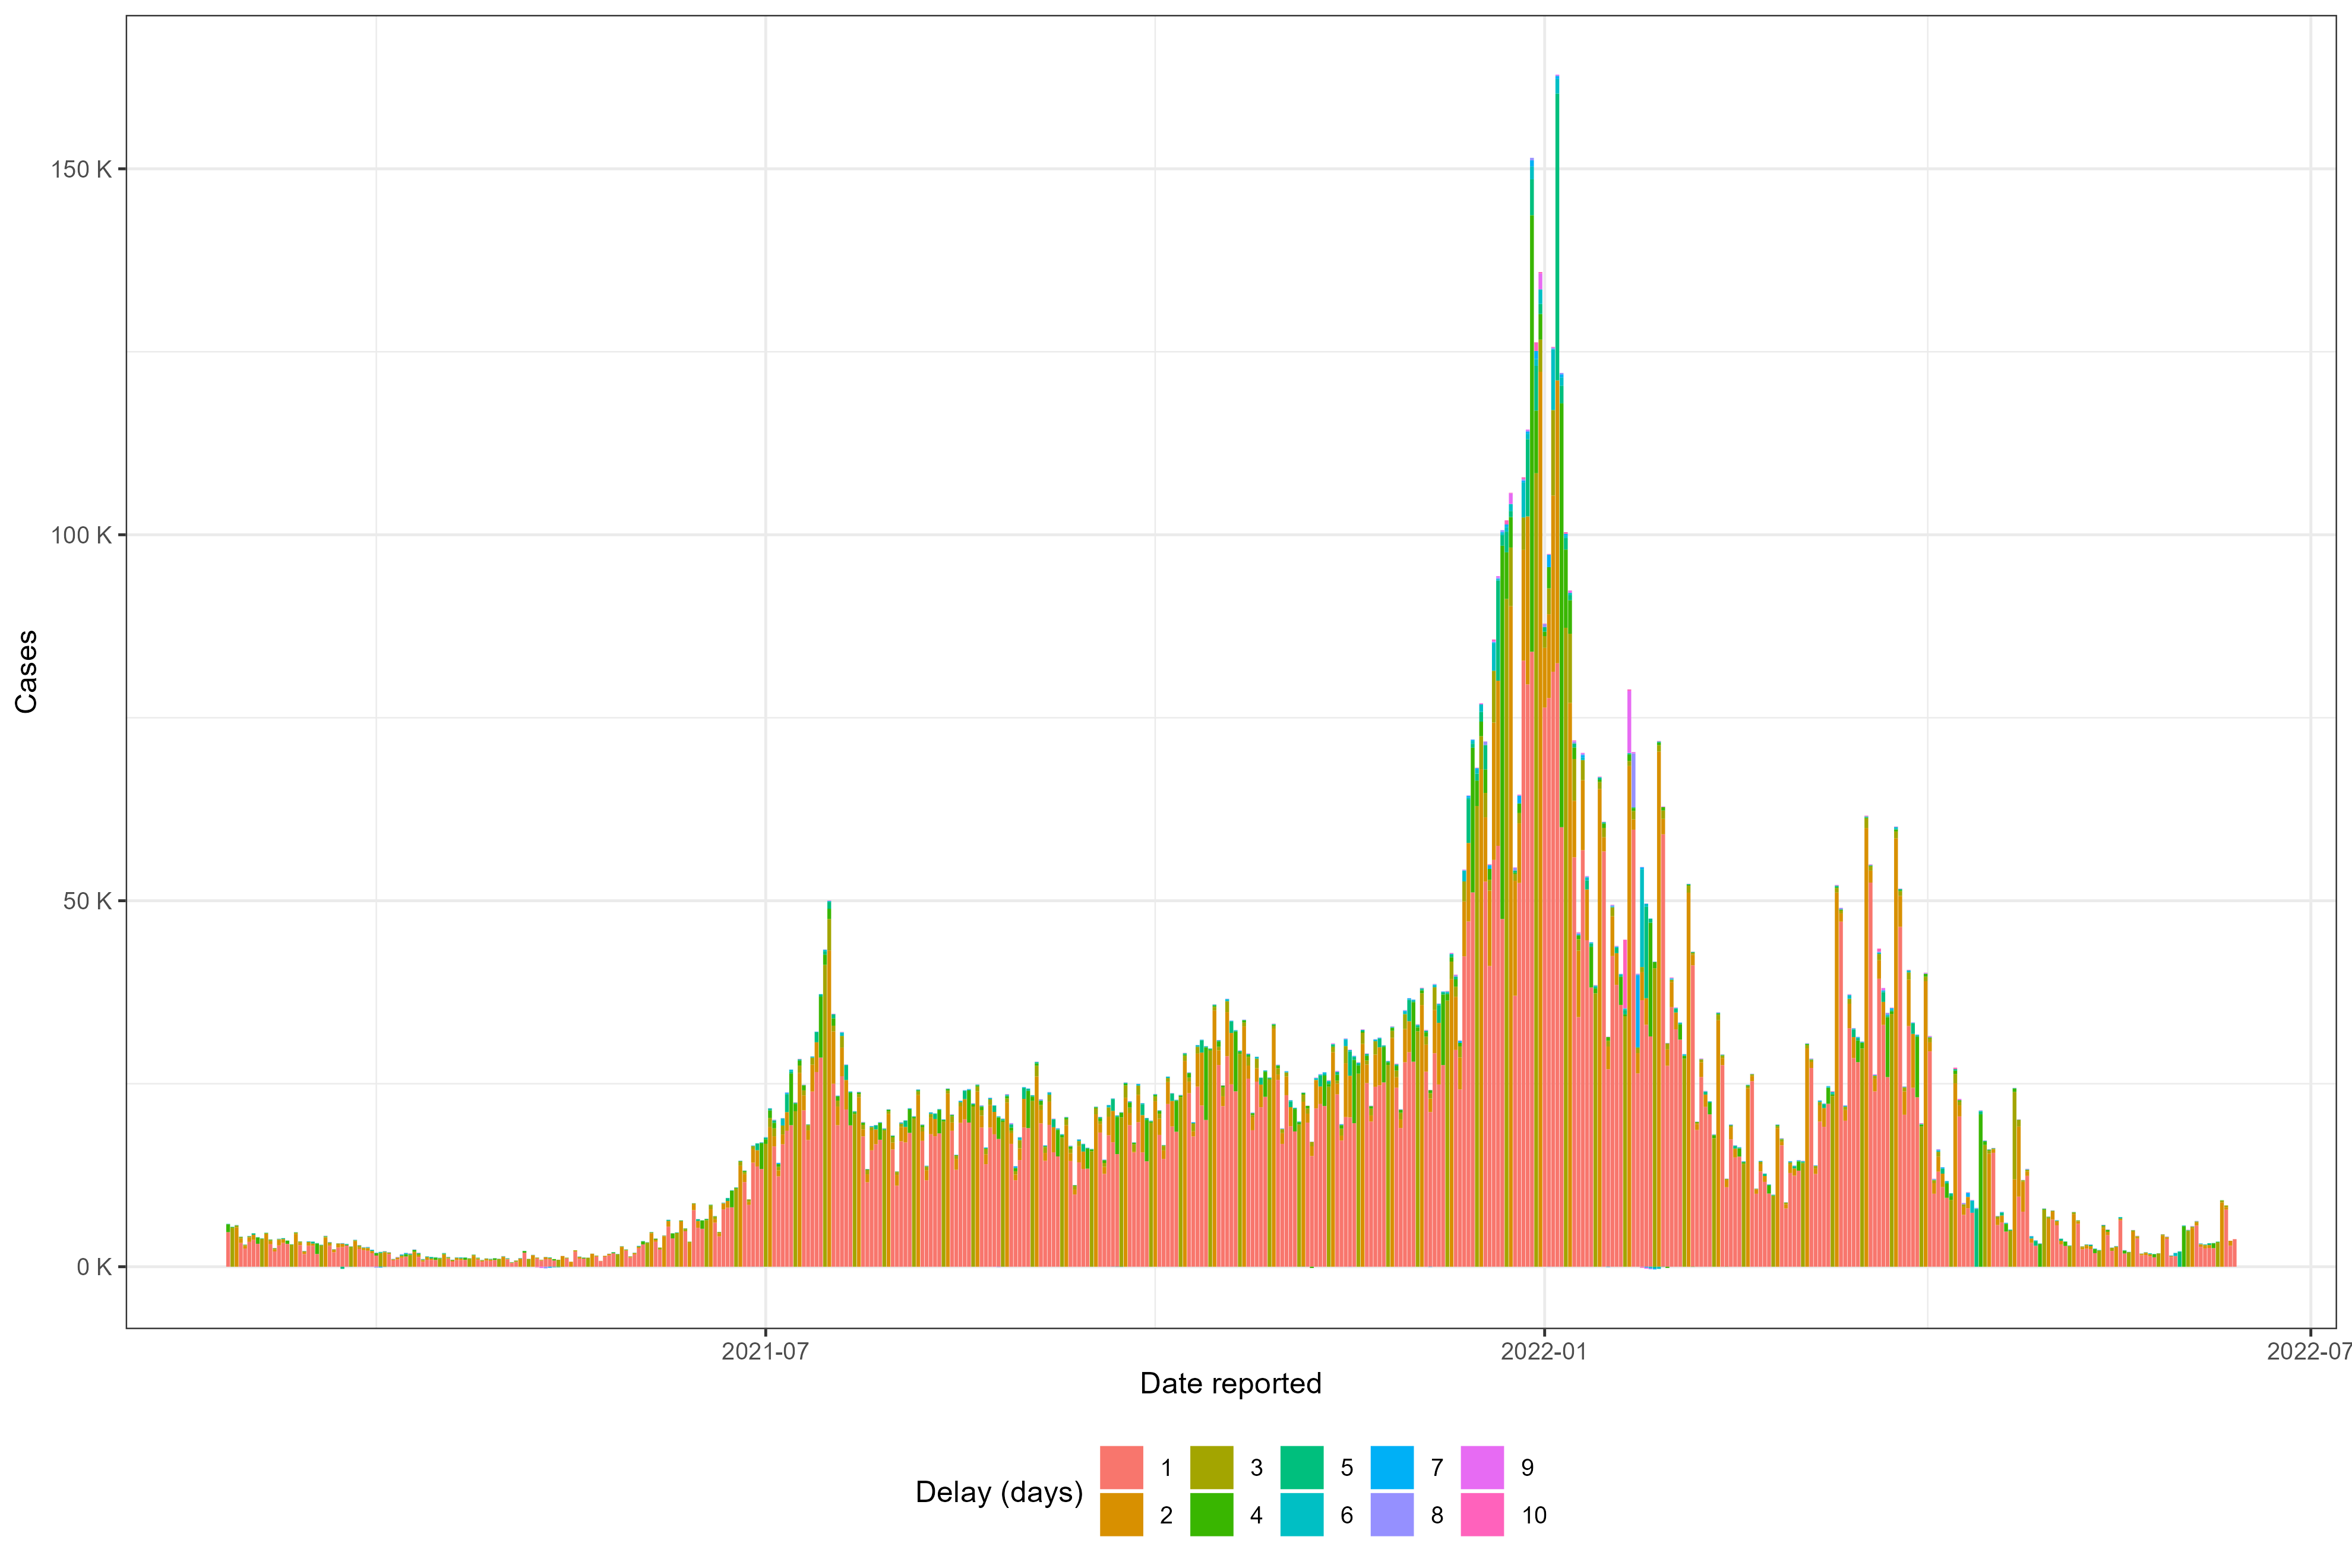 150 K
100 K
50 K
0 K
Cases
2021-07
2022-01
2022-07
Date reported
Delay (days)
1 3 5 7 9
2 4 6 8 10